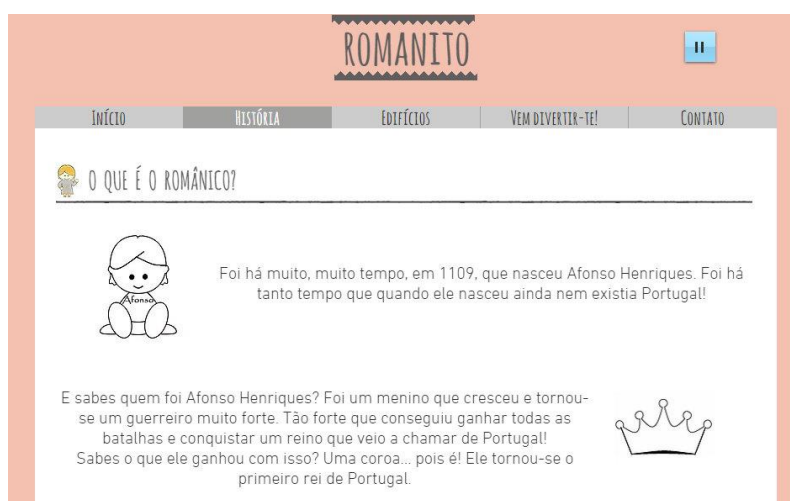 ROMANITO
INÍCIO HISTÓRIA EDIFÍCIOS VEM DIVERTIR-TE! CONTATO
O QUE É O ROMÂNICO?
Afonso
Foi há muito, muito tempo, em 1109, que nasceu Afonso Henriques. Foi há
tanto tempo que quando ele nasceu ainda nem existia Portugal!
E sabes quem foi Afonso Henriques? Foi um menino que cresceu e tornou-
se um guerreiro muito forte. Tão forte que conseguiu ganhar todas as
batalhas e conquistar um reino que veio a chamar de Portugal!
Sabes o que ele ganhou com isso? Uma coroa... pois é! Ele tornou-se o
primeiro rei de Portugal.